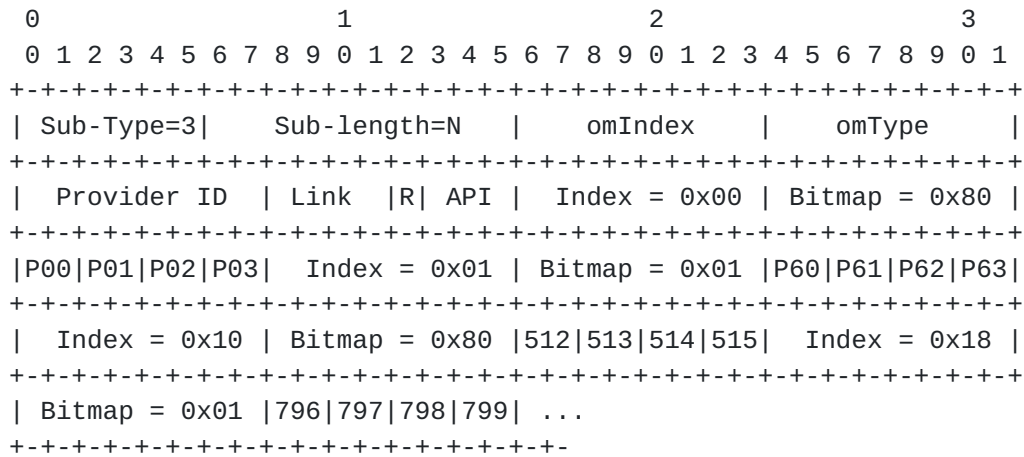 0                   1                   2                   3
 0 1 2 3 4 5 6 7 8 9 0 1 2 3 4 5 6 7 8 9 0 1 2 3 4 5 6 7 8 9 0 1
+-+-+-+-+-+-+-+-+-+-+-+-+-+-+-+-+-+-+-+-+-+-+-+-+-+-+-+-+-+-+-+-+
| Sub-Type=3|    Sub-length=N   |    omIndex    |    omType     |
+-+-+-+-+-+-+-+-+-+-+-+-+-+-+-+-+-+-+-+-+-+-+-+-+-+-+-+-+-+-+-+-+
|  Provider ID  | Link  |R| API |  Index = 0x00 | Bitmap = 0x80 |
+-+-+-+-+-+-+-+-+-+-+-+-+-+-+-+-+-+-+-+-+-+-+-+-+-+-+-+-+-+-+-+-+
|P00|P01|P02|P03|  Index = 0x01 | Bitmap = 0x01 |P60|P61|P62|P63|
+-+-+-+-+-+-+-+-+-+-+-+-+-+-+-+-+-+-+-+-+-+-+-+-+-+-+-+-+-+-+-+-+
|  Index = 0x10 | Bitmap = 0x80 |512|513|514|515|  Index = 0x18 |
+-+-+-+-+-+-+-+-+-+-+-+-+-+-+-+-+-+-+-+-+-+-+-+-+-+-+-+-+-+-+-+-+
| Bitmap = 0x01 |796|797|798|799| ...
+-+-+-+-+-+-+-+-+-+-+-+-+-+-+-+-+-+-